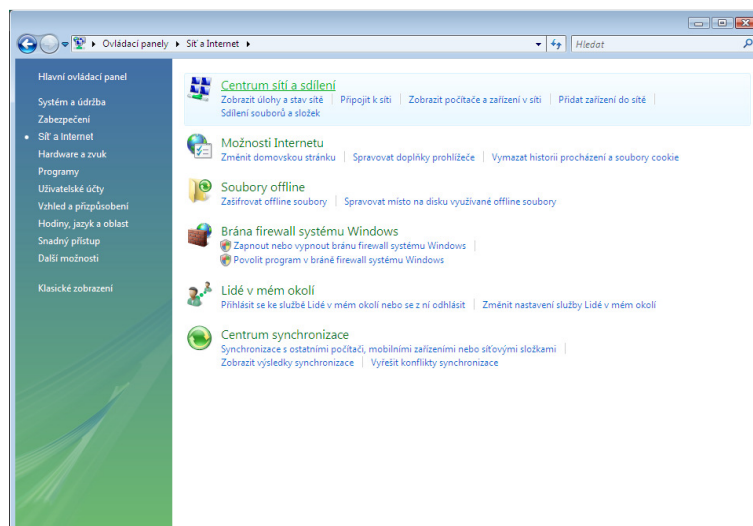 Ovládací panely
Síť a Internet
Hledat
Hlavní ovládací panel
Systém a údržba
Zabezpečení
Síť a Internet
Hardware a zvuk
Programy
Uživatelské účty
Vzhled a přizpůsobení
Hodiny, jazyk a oblast
Snadný přístup
Další možnosti
Klasické zobrazení
Centrum sítí a sdílení
Zobrazit úlohy a stav sítě Připojit k síti Zobrazit počítače a zařízení v síti Přidat zařízení do sítě
Sdílení souborů a složek
Možnosti Internetu
Změnit domovskou stránku Spravovat doplňky prohlížeče Vymazat historii procházení a soubory cookie
Soubory offline
Zašifrovat offline soubory Spravovat místo na disku využívané offline soubory
Brána firewall systému Windows
Zapnout nebo vypnout bránu firewall systému Windows
Povolit program v bráně firewall systému Windows
Lidé v mém okolí
Přihlásit se ke službě Lidé v mém okolí nebo se z ní odhlásit Změnit nastavení služby Lidé v mém okolí
Centrum synchronizace
Synchronizace s ostatními počítači, mobilními zařízeními nebo síťovými složkami
Zobrazit výsledky synchronizace Vyřešit konflikty synchronizace